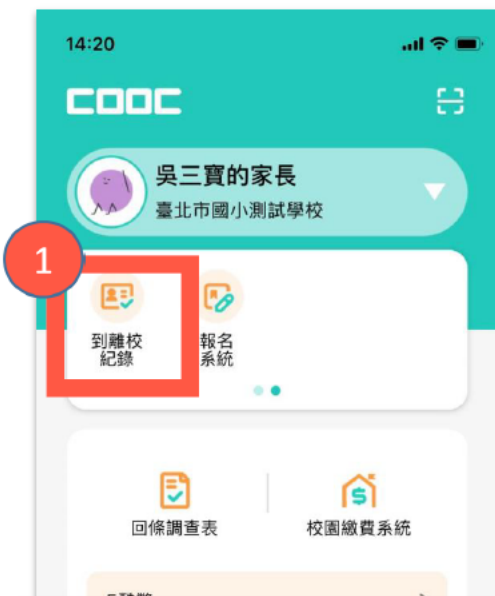 14:20
COOC
吳三寶的家長
臺北市國小測試學校
1
到離校
紀錄
報名
系統
回條調查表
校園繳費系統